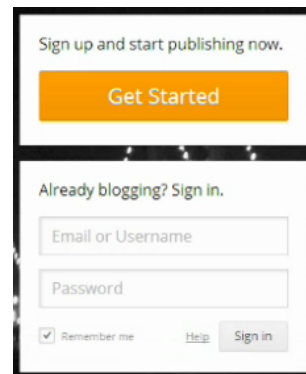 Sign up and start publishing now.
Get Started
Already blogging? Sign in.
Email or Username
Password
Remember me Help Sign in